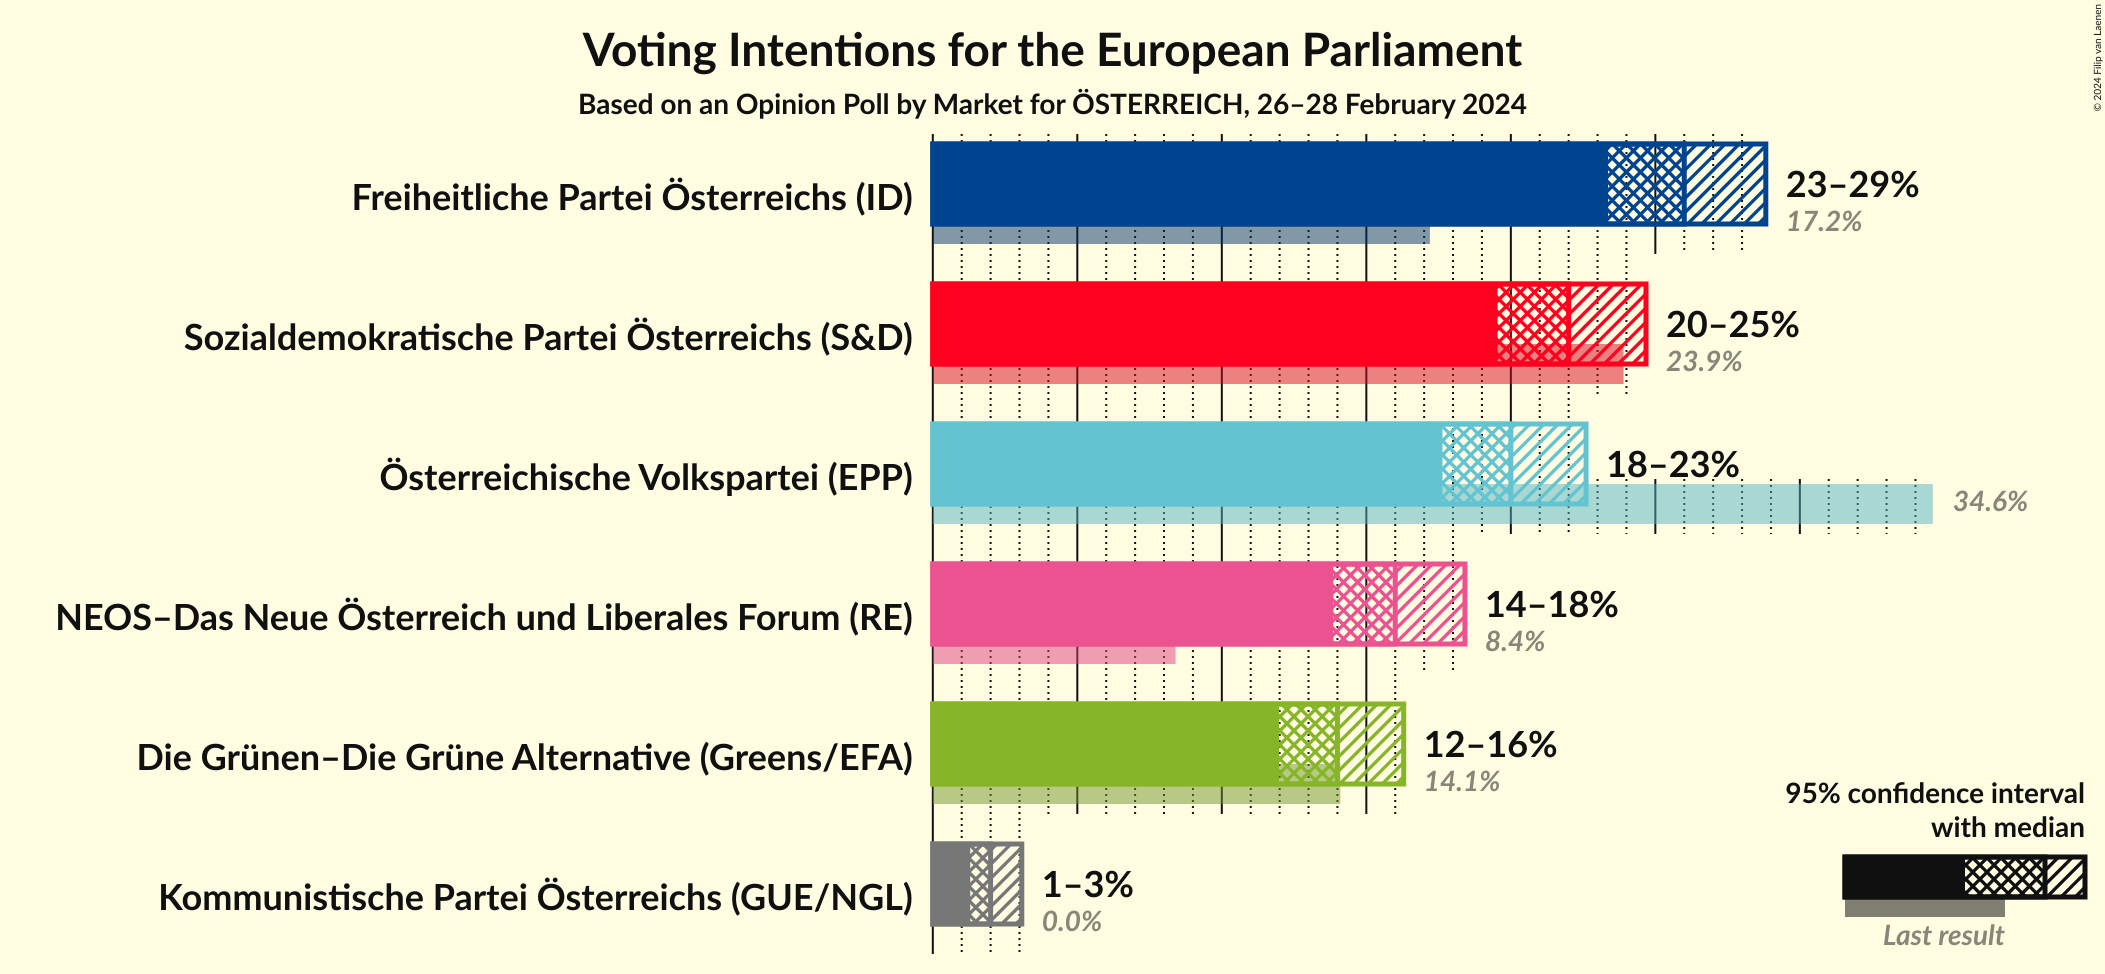 Voting Intentions for the European Parliament
Based on an Opinion Poll by Market for ÖSTERREICH, 26–28 February 2024
© 2024 Filip van Laenen
Freiheitliche Partei Österreichs (ID)
23–29%
17.2%
Sozialdemokratische Partei Österreichs (S&D)
20–25%
23.9%
Österreichische Volkspartei (EPP)
18–23%
34.6%
NEOS–Das Neue Österreich und Liberales Forum (RE)
14–18%
8.4%
Die Grünen–Die Grüne Alternative (Greens/EFA)
12–16%
14.1%
Kommunistische Partei Österreichs (GUE/NGL)
1–3%
0.0%
95% confidence interval
with median
Last result